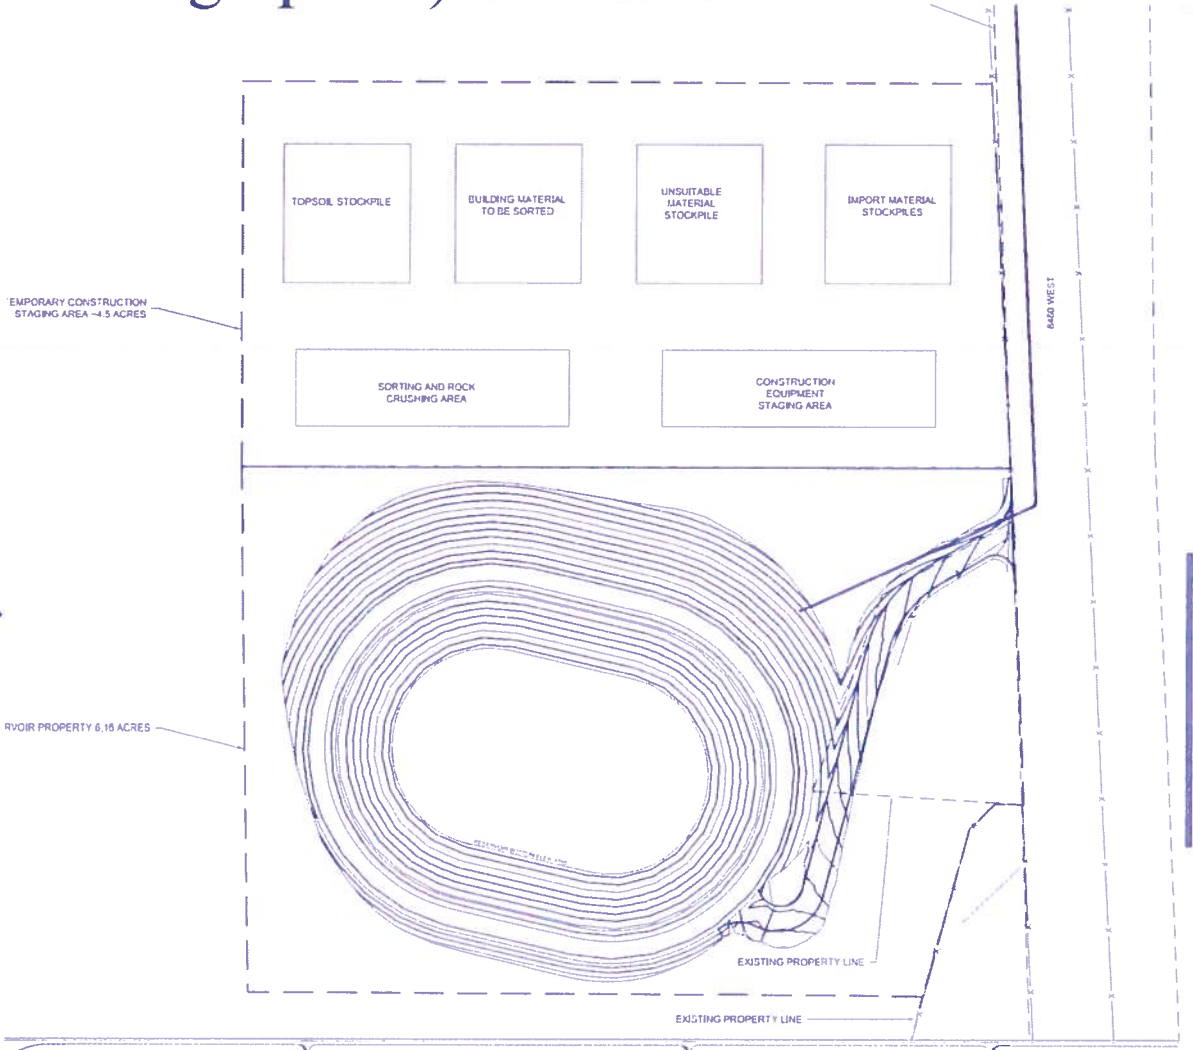 TOPSOIL STOCKPILE
BUILDING MATERIAL
TO BE SORTED
UNSUITABLE
MATERIAL
STOCKPILE
IMPORT MATERIAL
STOCKPILES
EMPORARY CONSTRUCTION
STAGING AREA ~4.5 ACRES
8460 WEST
SORTING AND ROCK
CRUSHING AREA
CONSTRUCTION
EQUIPMENT
STAGING AREA
RVOIR PROPERTY 6.16 ACRES
RESERVOIR
EXISTING PROPERTY LINE
EXISTING PROPERTY LINE